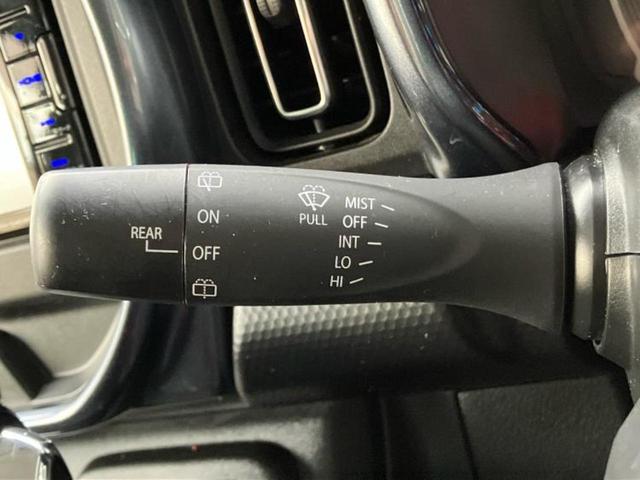 REAR
ON
OFF
PULL
MIST
OFF
INT
LO
HI